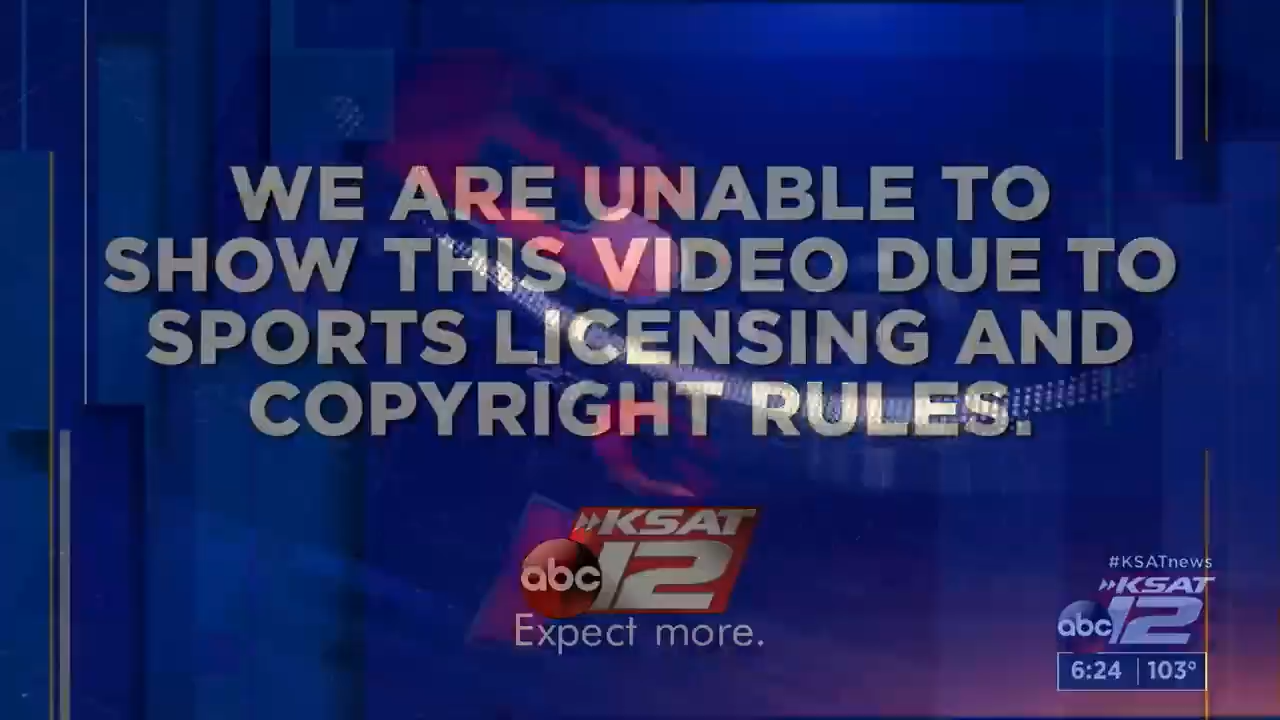 WE ARE UNABLE TO
SHOW THIS VIDEO DUE TO
SPORTS LICENSING AND
COPYRIGHT RULES.
KSAT
abc 12
Expect more.
#KSATnews
KSAT
abc 12
6:24 103°